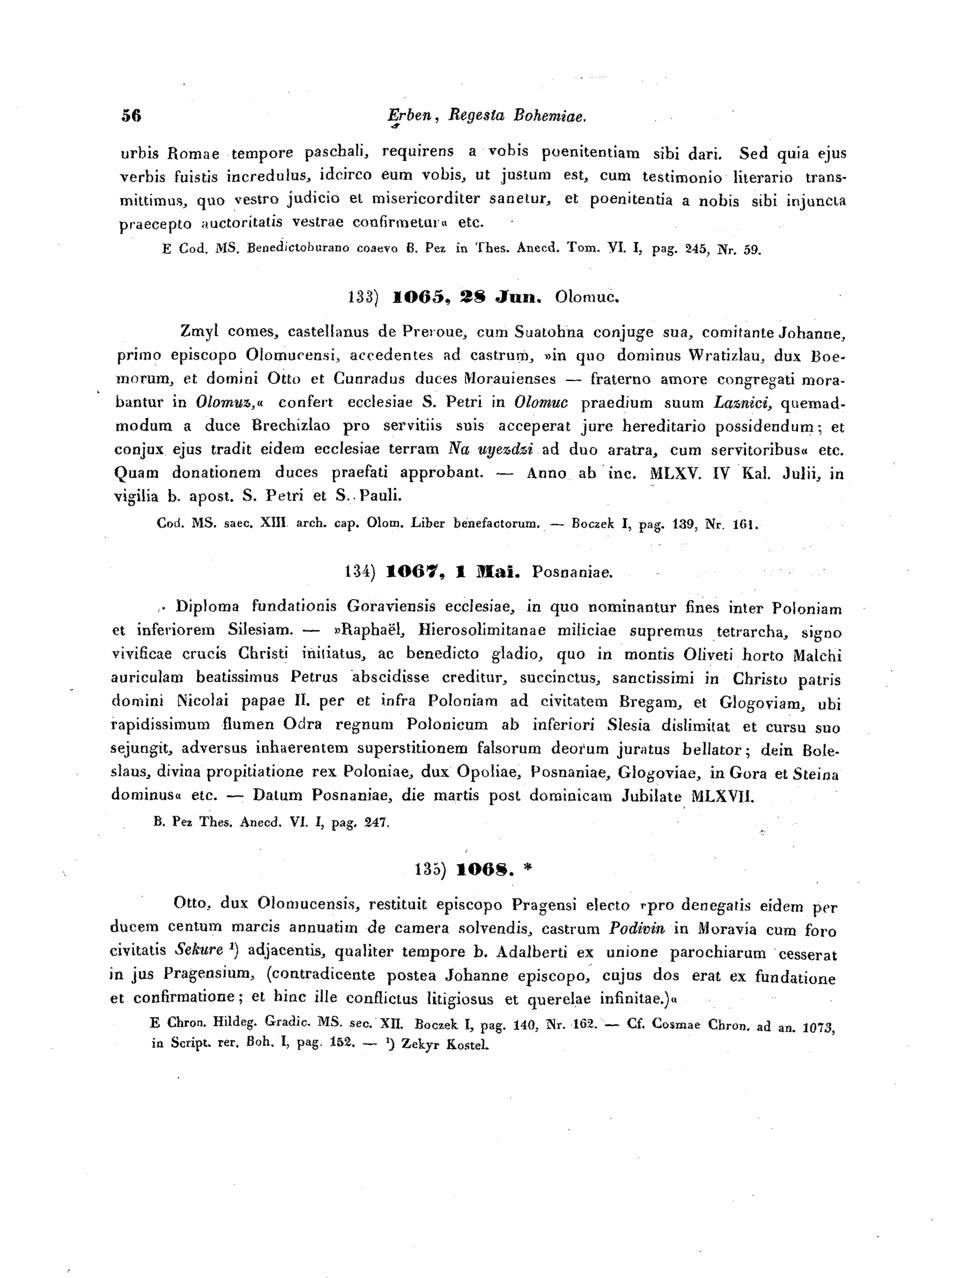 56 Erben, Regesta Bohemiae.
urbis Romae tempore paschali, requirens a vobis poenitentiam sibi dari. Sed quia ejus
verbis fuistis incredulus, idcirco eum vobis, ut justum est, cum testimonio literario trans-
mittimus, quo vestro judicio et misericorditer sanetur, et poenitentia a nobis sibi injuncta
praecepto auctoritatis vestrae confirmetur« etc.
E Cod. MS. Benedictoburano coaevo B. Pez in Thes. Anecd. Tom. VI. I, pag. 245, Nr. 59.
133) 1065, 28 Jun. Olomuc.
Zmyl comes, castellanus de Preroue, cum Suatohna conjuge sua, comitante Johanne,
primo episcopo Olomucensi, accedentes ad castrum, »in quo dominus Wratizlau, dux Boe-
morum, et domini Otto et Cunradus duces Morauienses — fraterno amore congregati mora-
bantur in Olomuz,« confert ecclesiae S. Petri in Olomuc praedium suum Laznici, quemad-
modum a duce Brechizlao pro servitiis suis acceperat jure hereditario possidendum; et
conjux ejus tradit eidem ecclesiae terram Na uyezdzi ad duo aratra, cum servitoribus« etc.
Quam donationem duces praefati approbant. — Anno ab inc. MLXV. IV Kal. Julii, in
vigilia b. apost. S. Petri et S. Pauli.
Cod. MS. saec. XIII arch. cap. Olom. Liber benefactorum. — Boczek I, pag. 139, Nr. 161.
134) 1067, 1 Mai. Posnaniae.
Diploma fundationis Goraviensis ecclesiae, in quo nominantur fines inter Poloniam
et inferiorem Silesiam. — »Raphaël, Hierosolimitanae miliciae supremus tetrarcha, signo
vivificae crucis Christi initiatus, ac benedicto gladio, quo in montis Oliveti horto Malchi
auriculam beatissimus Petrus abscidisse creditur, succinctus, sanctissimi in Christo patris
domini Nicolai papae II. per et infra Poloniam ad civitatem Bregam, et Glogoviam, ubi
rapidissimum flumen Odra regnum Polonicum ab inferiori Slesia dislimitat et cursu suo
sejungit, adversus inhaerentem superstitionem falsorum deorum juratus bellator; dein Bole-
slaus, divina propitiatione rex Poloniae, dux Opoliae, Posnaniae, Glogoviae, in Gora et Steina
dominus« etc. — Datum Posnaniae, die martis post dominicam Jubilate MLXVII.
B. Pez Thes. Anecd. VI. I, pag. 247.
135) 1068. *
Otto, dux Olomucensis, restituit episcopo Pragensi electo »pro denegatis eidem per
ducem centum marcis annuatim de camera solvendis, castrum Podivin in Moravia cum foro
civitatis Sekure ¹) adjacentis, qualiter tempore b. Adalberti ex unione parochiarum cesserat
in jus Pragensium, (contradicente postea Johanne episcopo, cujus dos erat ex fundatione
et confirmatione; et hinc ille conflictus litigiosus et querelae infinitae.)«
E Chron. Hildeg. Gradic. MS. sec. XII. Boczek I, pag. 140, Nr. 162. — Cf. Cosmae Chron. ad an. 1073,
in Script. rer. Boh. I, pag. 152. — ¹) Zekyr Kostel.